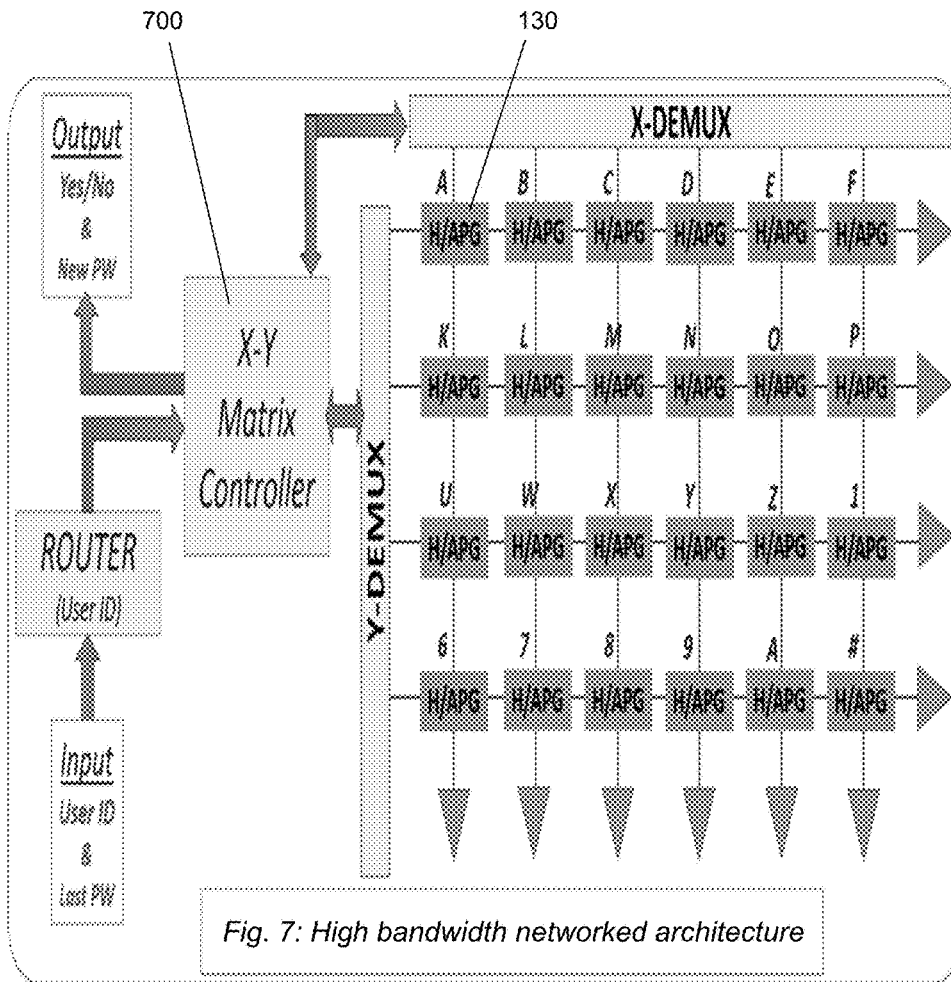 700 130
X-DEMUX
Output
Yes/No
&
New PW
A B C D E F
H/APG H/APG H/APG H/APG H/APG H/APG
X-Y
Matrix
Controller
Y-DEMUX
K L M N O P
H/APG H/APG H/APG H/APG H/APG H/APG
ROUTER
(User ID)
U W X Y Z 1
H/APG H/APG H/APG H/APG H/APG H/APG
6 7 8 9 A #
H/APG H/APG H/APG H/APG H/APG H/APG
Input
User ID
&
Last PW
Fig. 7: High bandwidth networked architecture